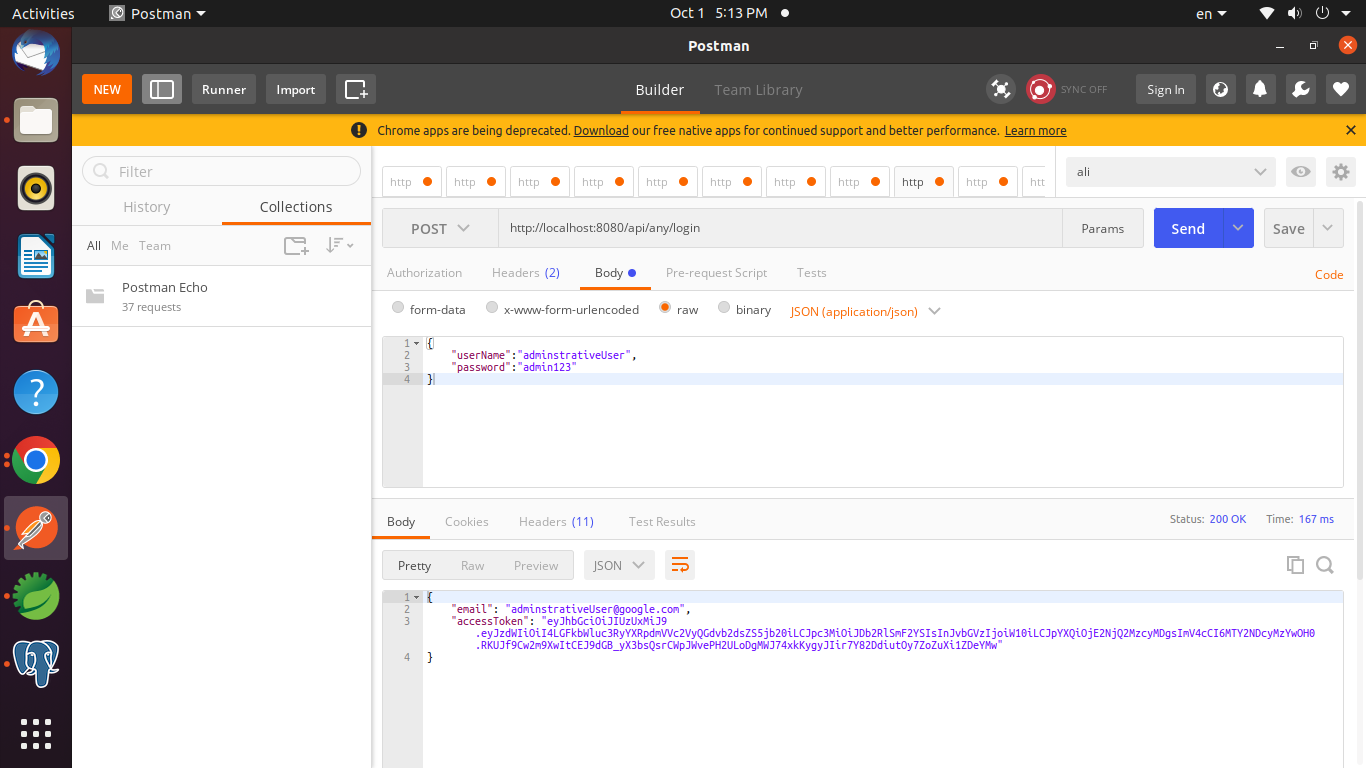 Activities Postman Oct 1 5:13 PM en
Postman
NEW Runner Import Builder Team Library SYNC OFF Sign In
Chrome apps are being deprecated. Download our free native apps for continued support and better performance. Learn more
Filter
History Collections
All Me Team
Postman Echo
37 requests
http http http http http http http http http http htt
ali
POST http://localhost:8080/api/any/login Params Send Save
Authorization Headers (2) Body Pre-request Script Tests Code
form-data x-www-form-urlencoded raw binary JSON (application/json)
1 {
2 "userName":"adminstrativeUser",
3 "password":"admin123"
4 }
Body Cookies Headers (11) Test Results Status: 200 OK Time: 167 ms
Pretty Raw Preview JSON
1 {
2 "email": "adminstrativeUser@google.com",
3 "accessToken": "eyJhbGciOiJIUzUxMiJ9
.eyJzdWIiOiI4LGFkbWluc3RyYXRpdmVVc2VyQGdvb2dsZS5jb20iLCJpc3MiOiJDb2RlSmF2YSIsInJvbGVzIjoiW10iLCJpYXQiOjE2NjQ2MzcyMDgsImV4cCI6MTY2NDcyMzYwOH0
.RKUJf9Cw2m9XwItCEJ9dGB_yX3bsQsrCWpJWvePH2ULoDgMWJ74xkKygyJIir7Y82DdiutOy7ZoZuXi1ZDeYMw"
4 }